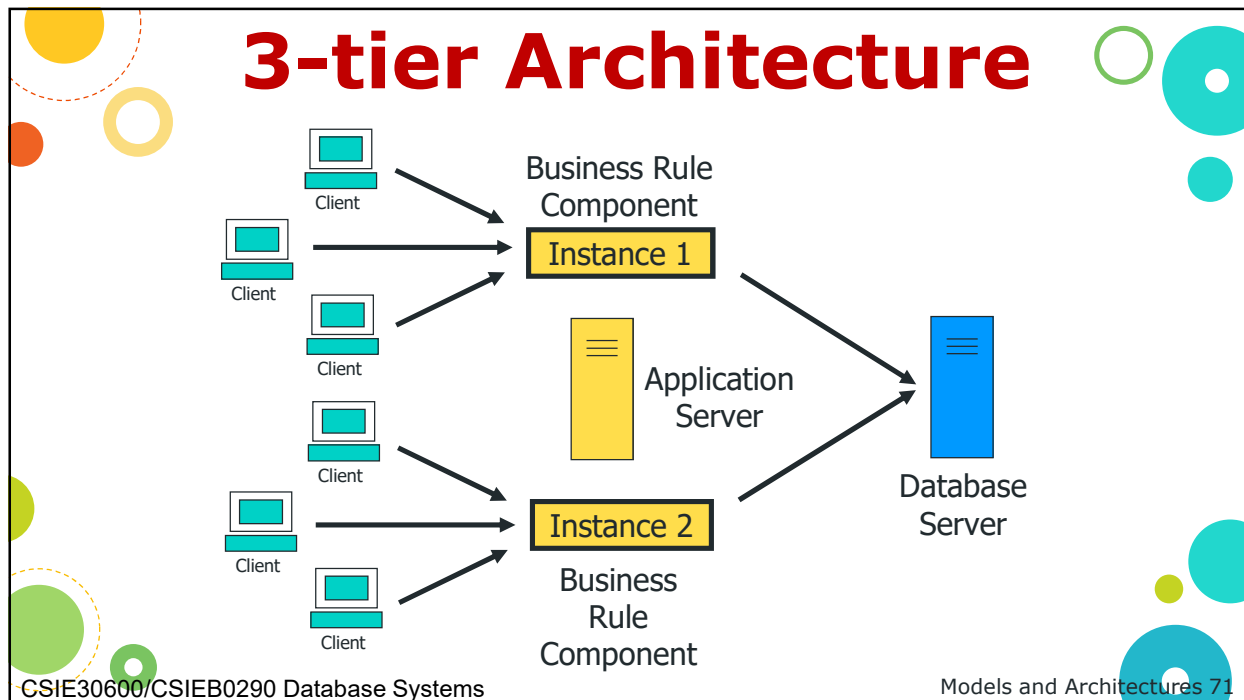 3-tier Architecture
Client
Client
Client
Business Rule
Component
Instance 1
Application
Server
Client
Client
Client
Instance 2
Business
Rule
Component
Database
Server
CSIE30600/CSIEB0290 Database Systems
Models and Architectures 71